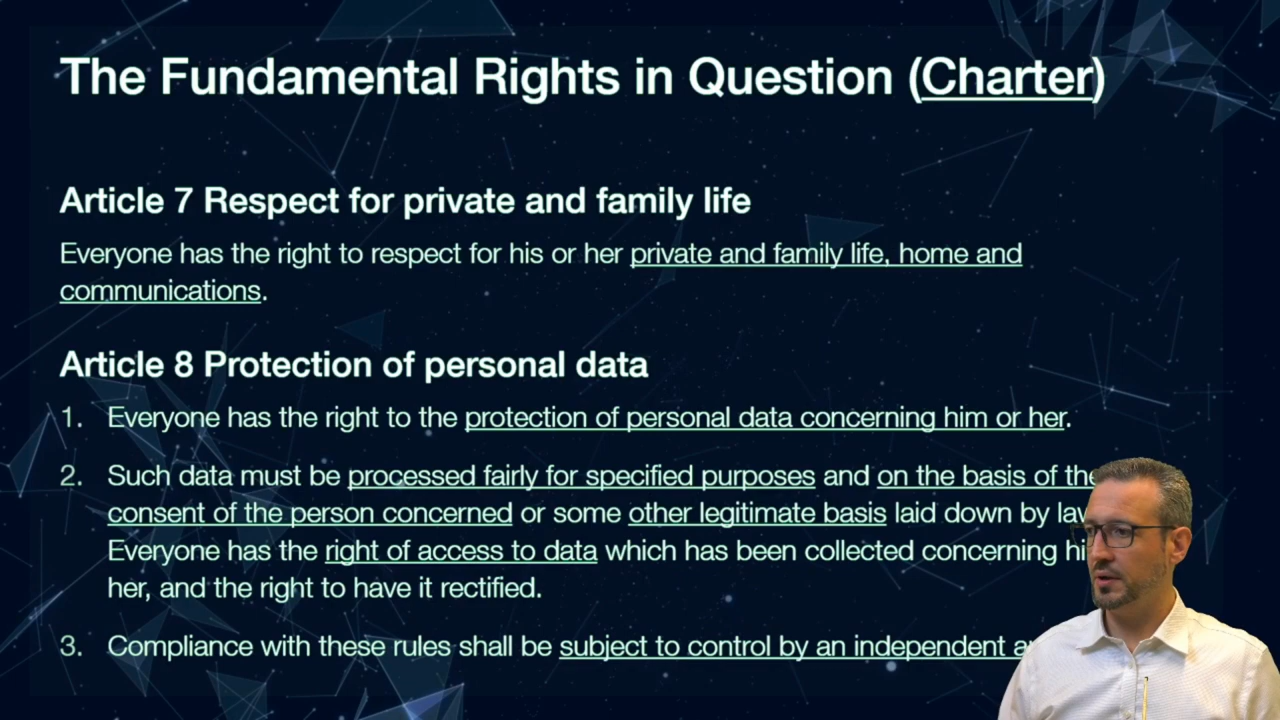 The Fundamental Rights in Question (Charter)
Article 7 Respect for private and family life
Everyone has the right to respect for his or her private and family life, home and
communications.
Article 8 Protection of personal data
1. Everyone has the right to the protection of personal data concerning him or her.
2. Such data must be processed fairly for specified purposes and on the basis of the
consent of the person concerned or some other legitimate basis laid down by
Everyone has the right of access to data which has been collected concerning
her, and the right to have it rectified.
3. Compliance with these rules shall be subject to control by an independent